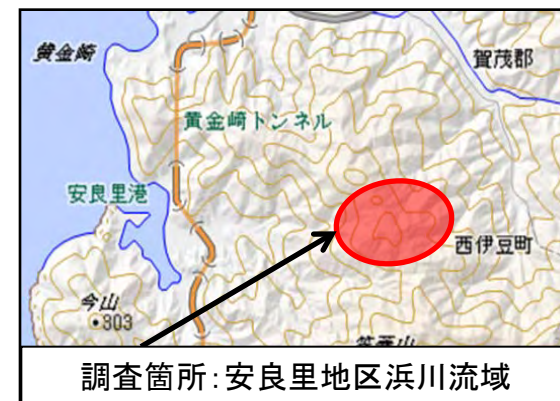 黄金崎
賀茂郡
黄金崎トンネル
安良里港
西伊豆町
今山
•303
調査箇所:安良里地区浜川流域